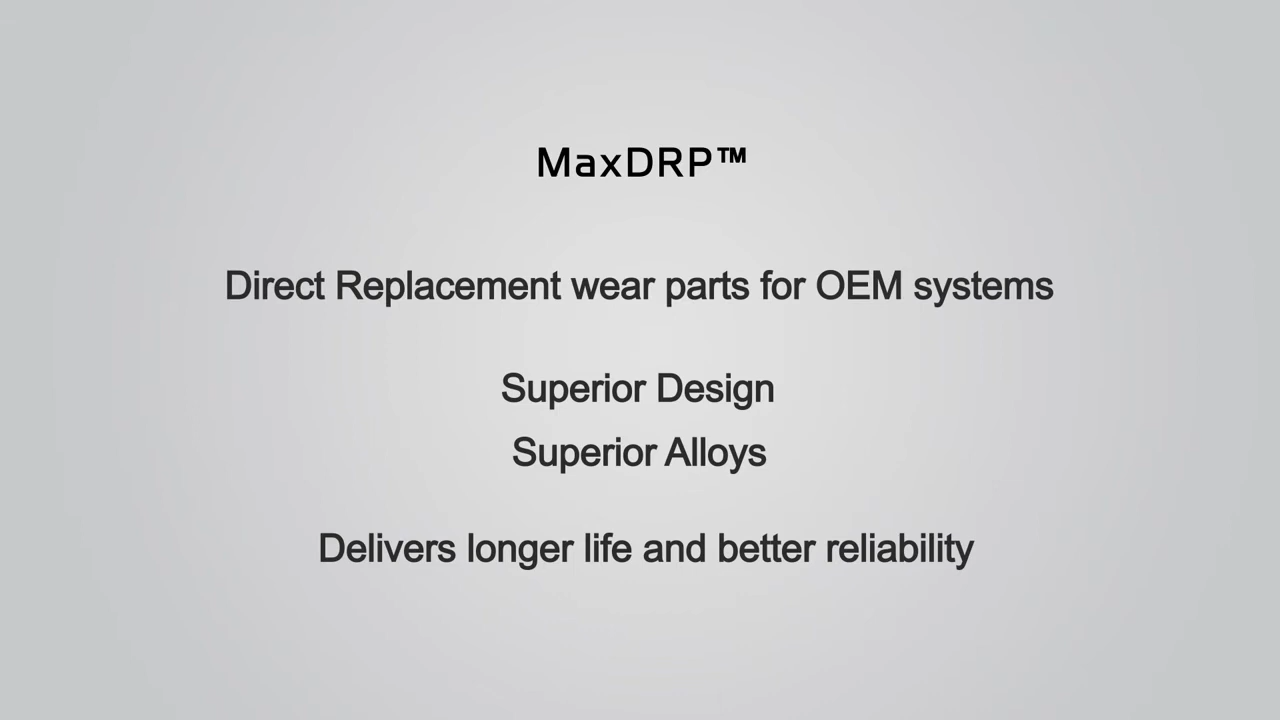 MaxDRP™
Direct Replacement wear parts for OEM systems
Superior Design
Superior Alloys
Delivers longer life and better reliability